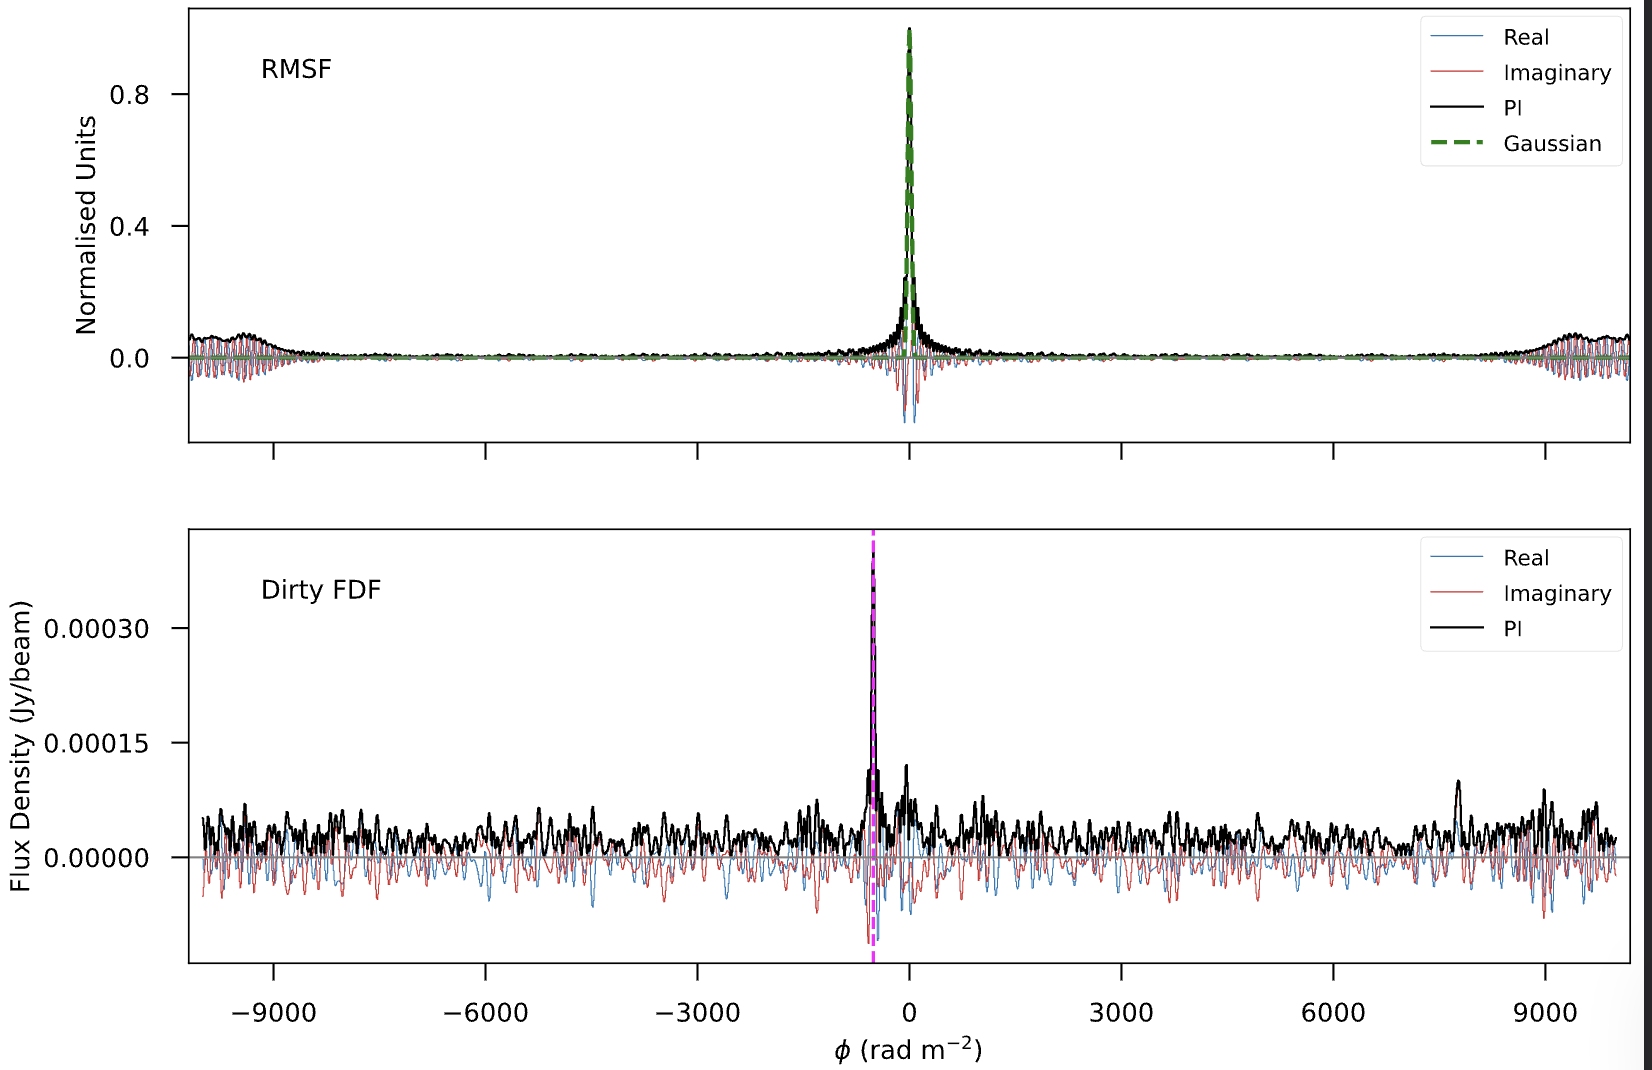 RMSF
Real
Imaginary
PI
Gaussian
Normalised Units
0.8
0.4
0.0
Dirty FDF
Real
Imaginary
PI
Flux Density (Jy/beam)
0.00030
0.00015
0.00000
−9000 −6000 −3000 0 3000 6000 9000
ϕ (rad m⁻²)